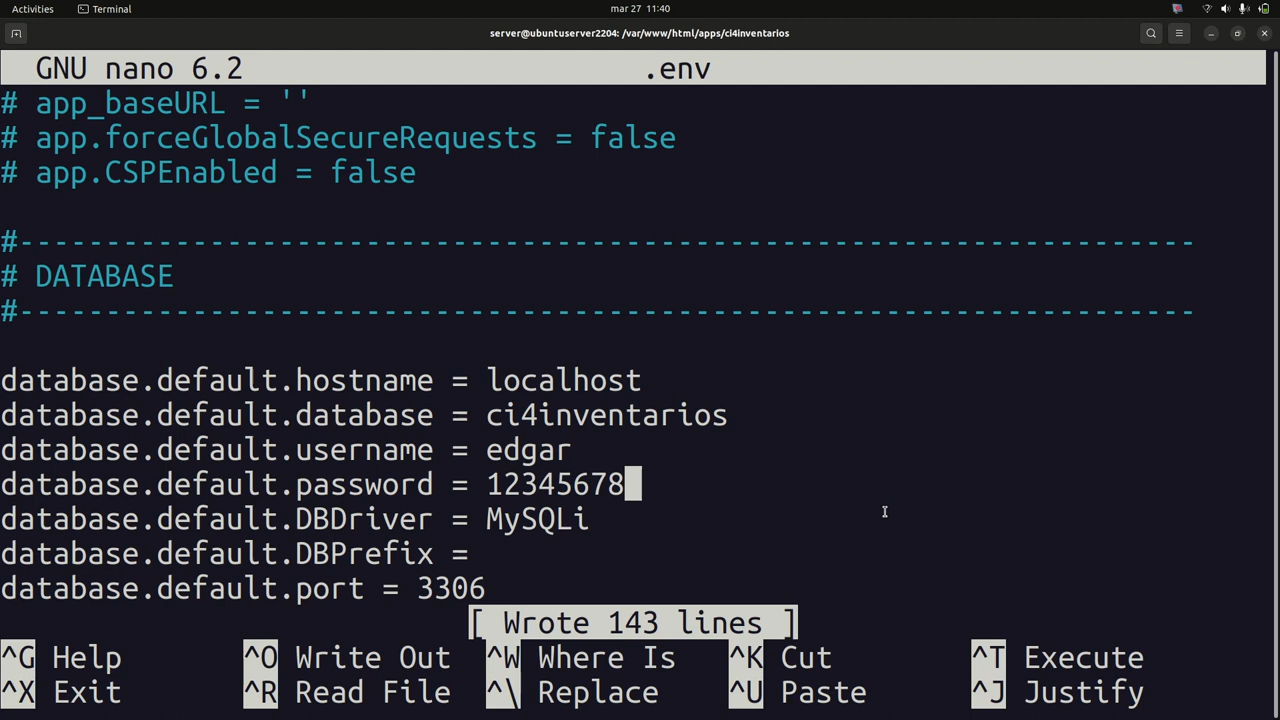 Activities Terminal mar 27 11:40
server@ubuntuserver2204: /var/www/html/apps/ci4inventarios
GNU nano 6.2 .env
# app_baseURL = ''
# app.forceGlobalSecureRequests = false
# app.CSPEnabled = false
#--------------------------------------------------------------------
# DATABASE
#--------------------------------------------------------------------
database.default.hostname = localhost
database.default.database = ci4inventarios
database.default.username = edgar
database.default.password = 12345678
database.default.DBDriver = MySQLi
database.default.DBPrefix =
database.default.port = 3306
[ Wrote 143 lines ]
^G Help ^O Write Out ^W Where Is ^K Cut ^T Execute
^X Exit ^R Read File ^\ Replace ^U Paste ^J Justify